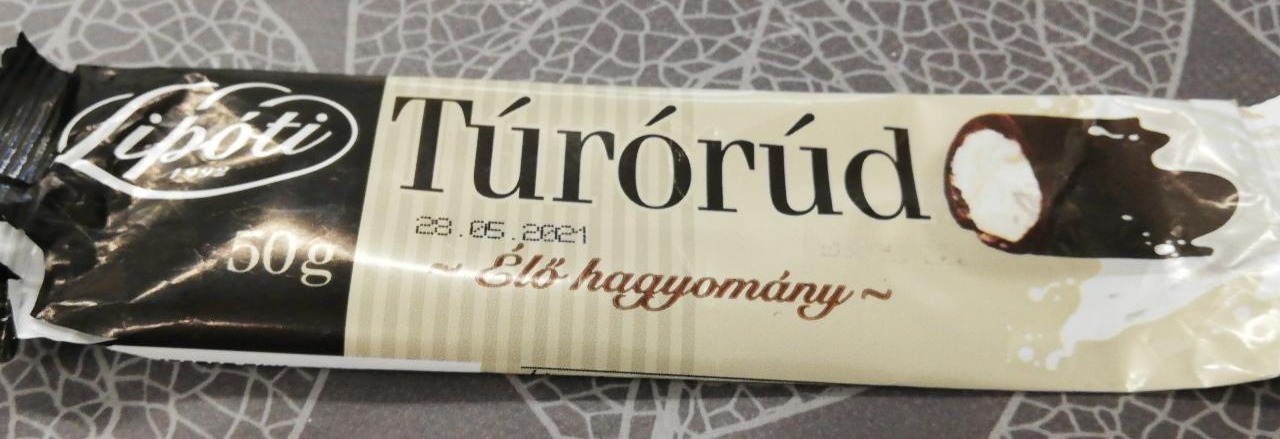 Lipóti
1992
50g
Túrórúd
28.05.2021
~ Élő hagyomány ~